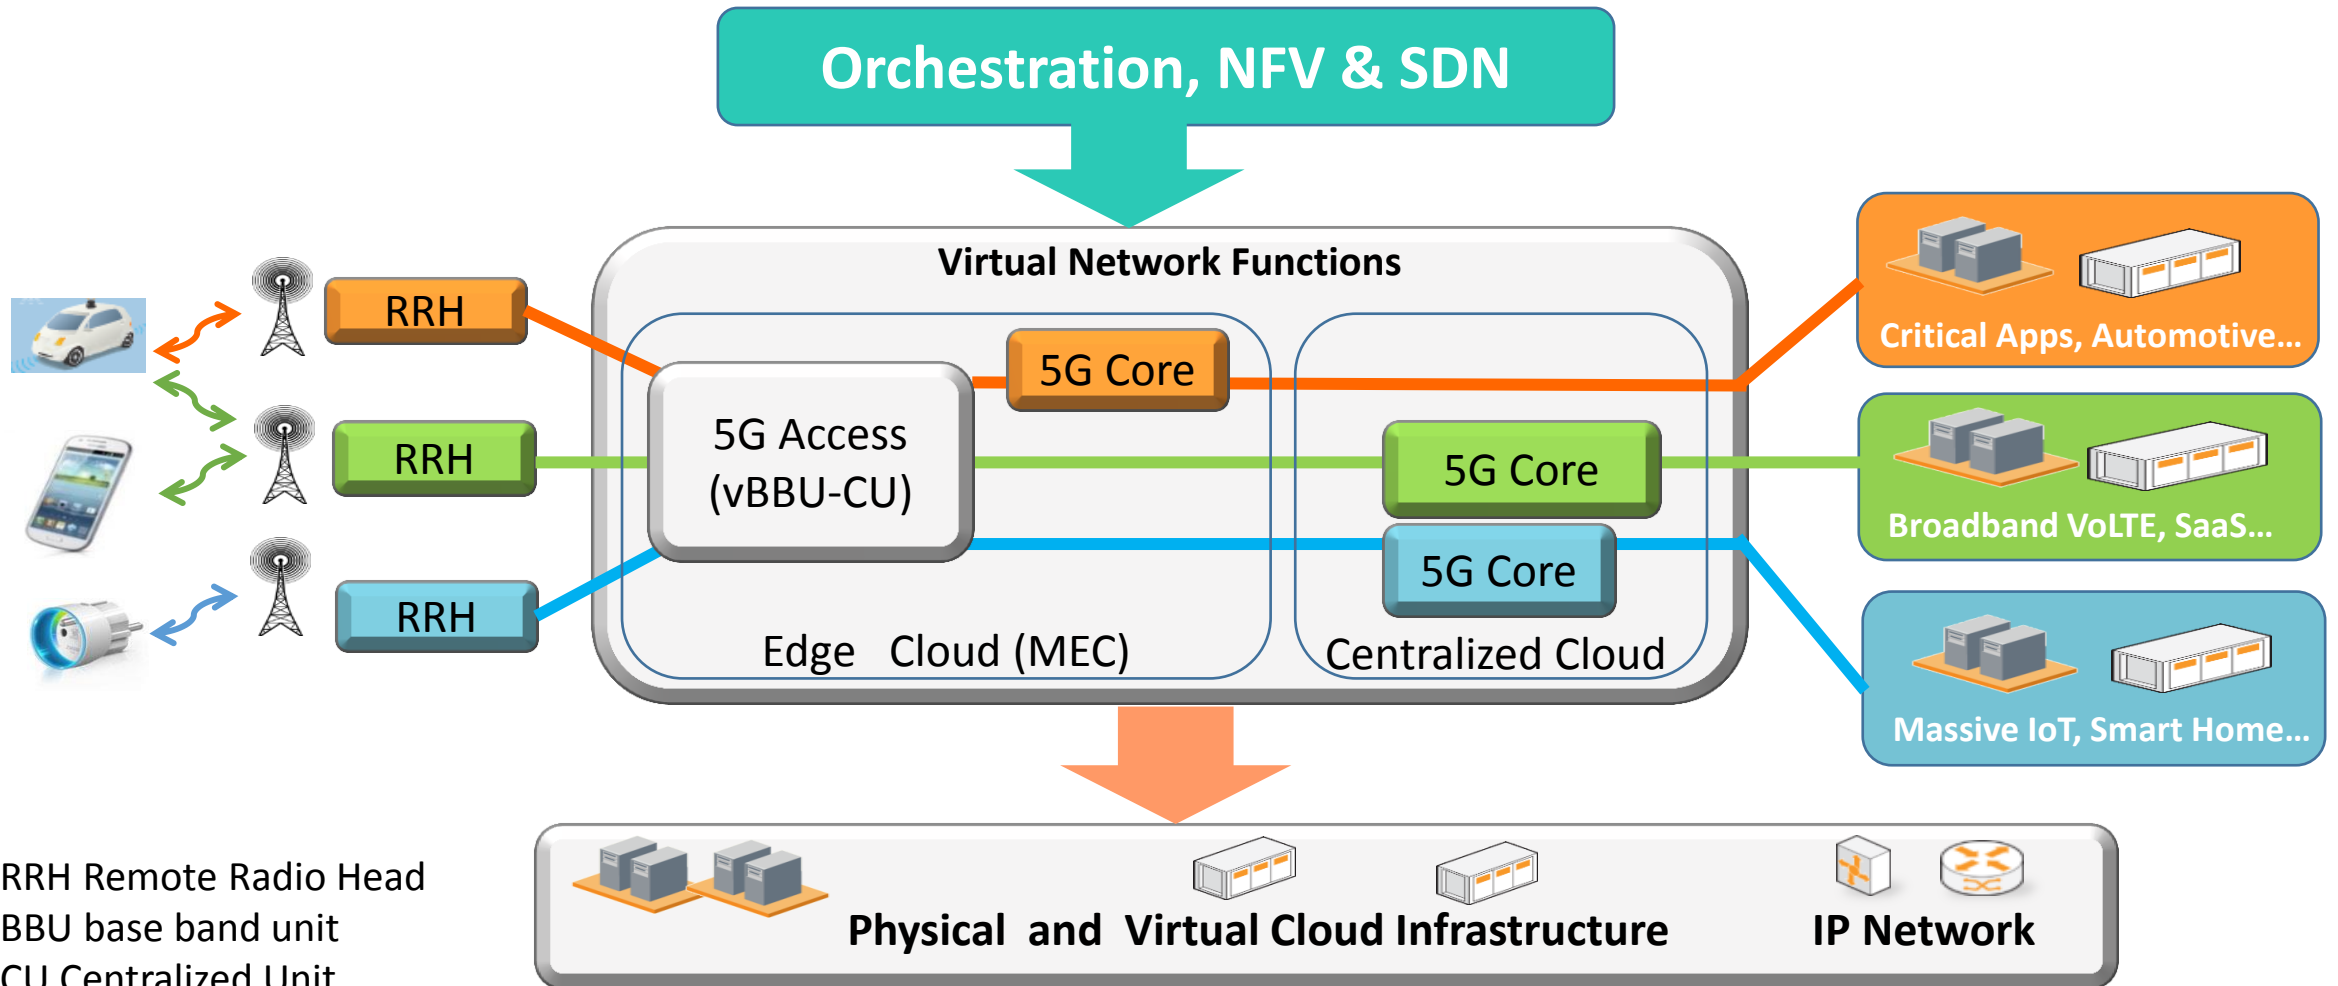 Orchestration, NFV & SDN
Virtual Network Functions
RRH
RRH
RRH
5G Access
(vBBU-CU)
5G Core
5G Core
5G Core
Edge Cloud (MEC)
Centralized Cloud
Critical Apps, Automotive...
Broadband VoLTE, SaaS...
Massive IoT, Smart Home...
RRH Remote Radio Head
BBU base band unit
CU Centralized Unit
Physical and Virtual Cloud Infrastructure
IP Network